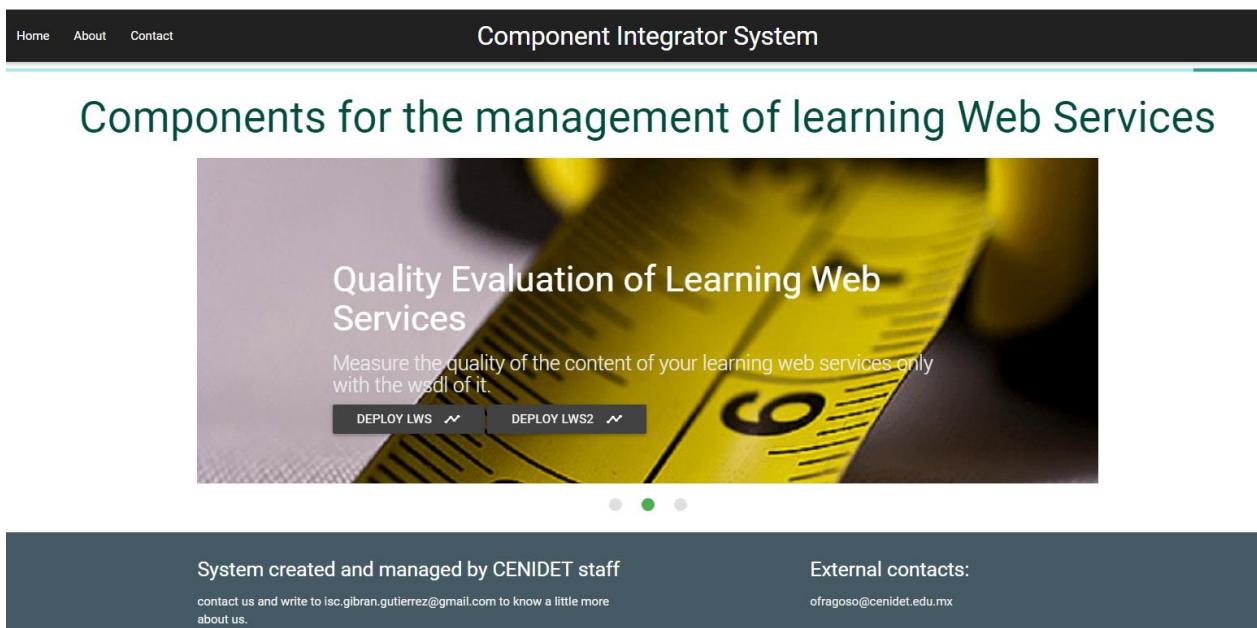 Home About Contact
Component Integrator System
Components for the management of learning Web Services
Quality Evaluation of Learning Web
Services
Measure the quality of the content of your learning web services only
with the wsdl of it.
DEPLOY LWS DEPLOY LWS2
System created and managed by CENIDET staff
contact us and write to isc.gibran.gutierrez@gmail.com to know a little more
about us.
External contacts:
ofragoso@cenidet.edu.mx